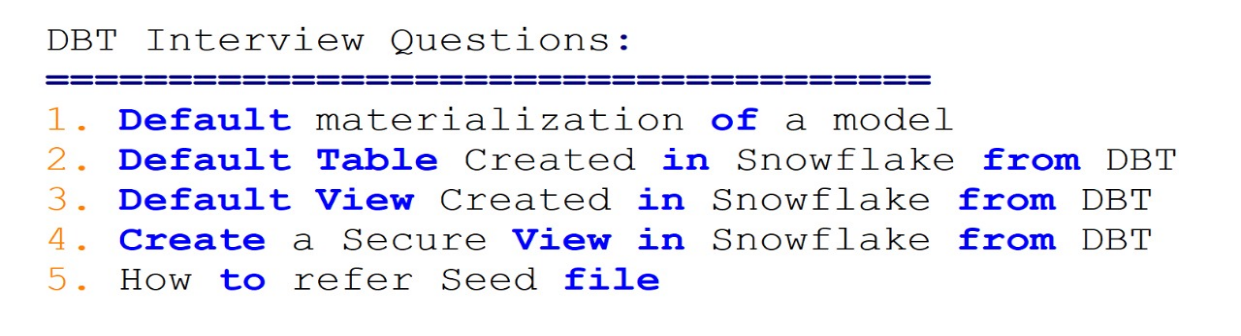 DBT Interview Questions:
====================================
1. Default materialization of a model
2. Default Table Created in Snowflake from DBT
3. Default View Created in Snowflake from DBT
4. Create a Secure View in Snowflake from DBT
5. How to refer Seed file